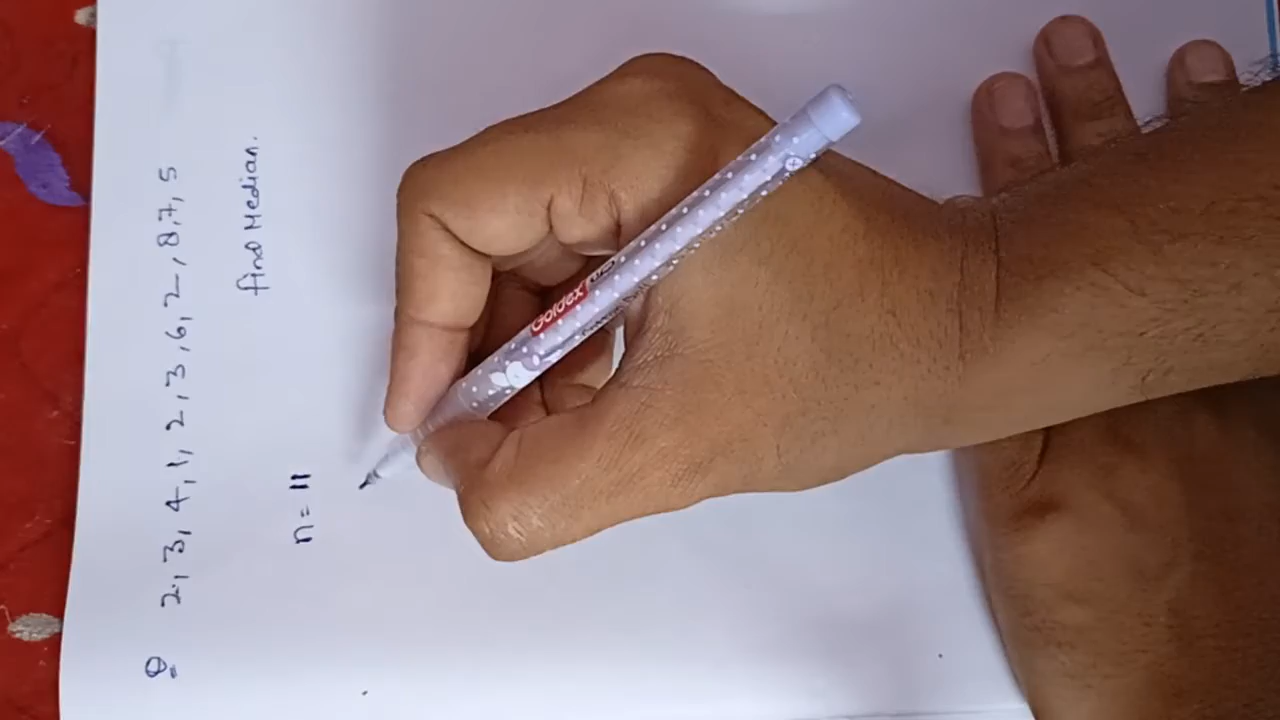 Q 2, 3, 4, 1, 2, 3, 6, 2, 8, 7, 5
find Median.
n = 11
Goldex